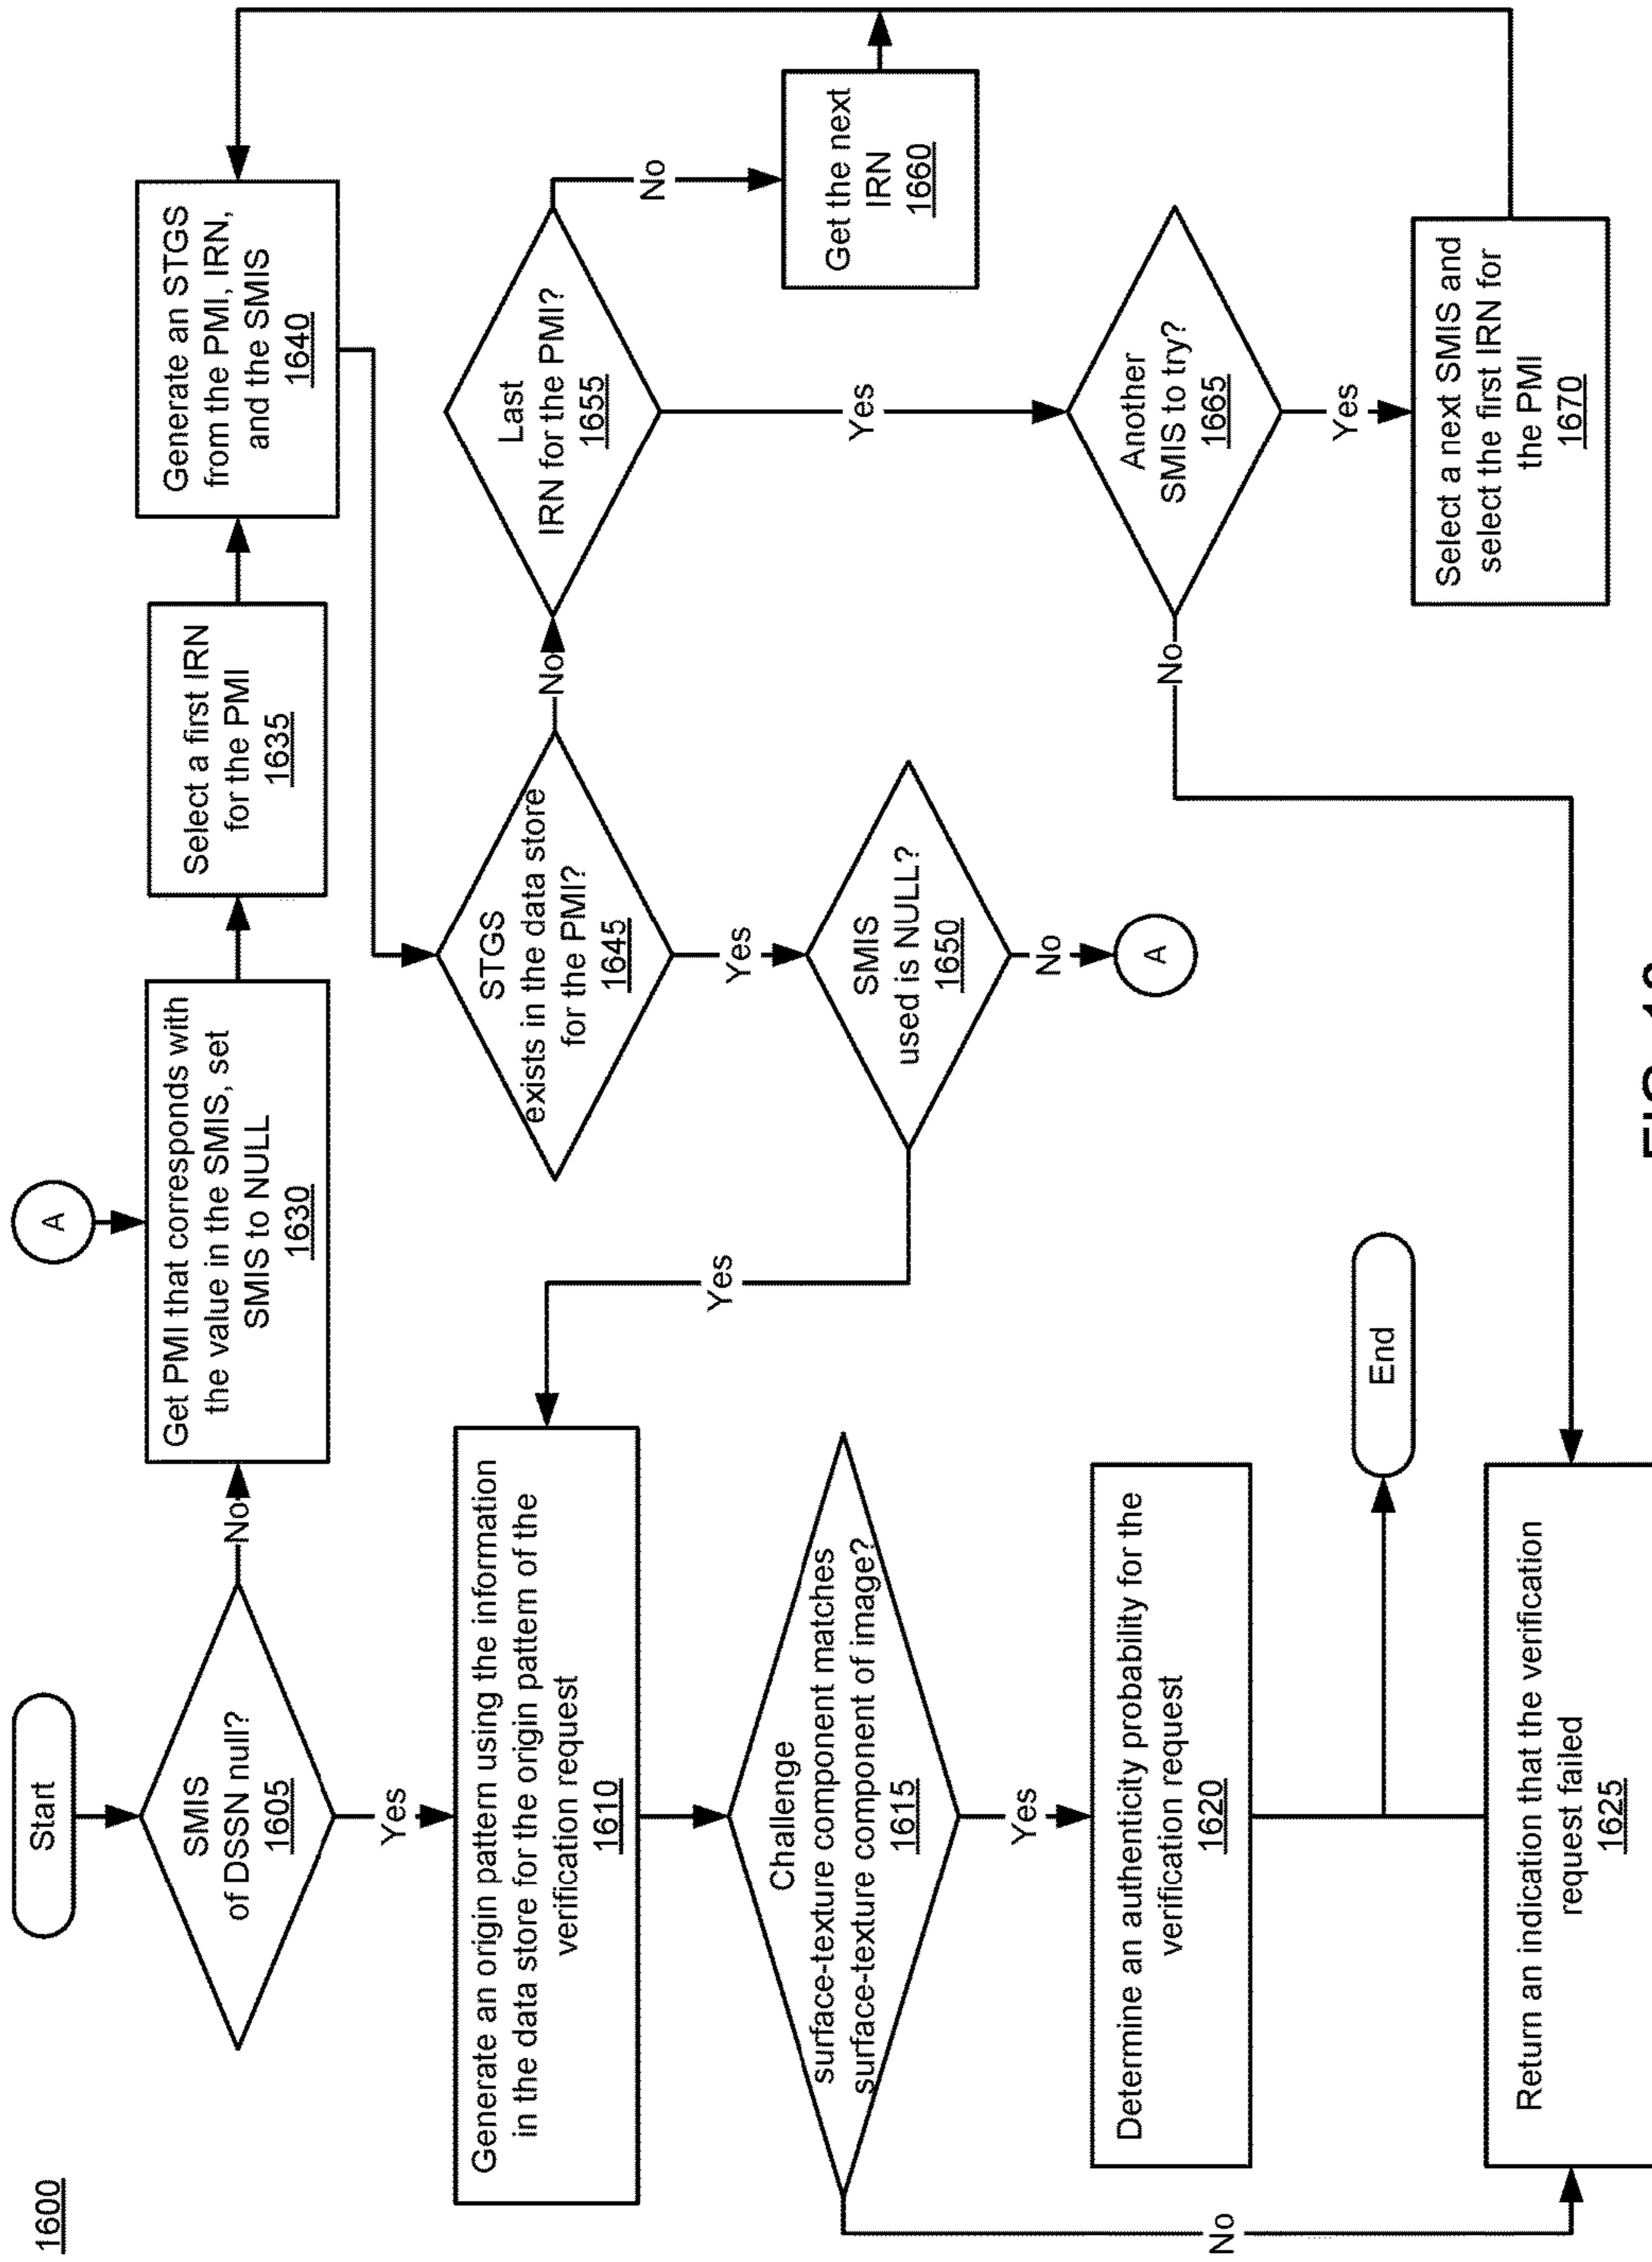 1600
Start
SMIS
of DSSN null?
1605
No
Yes
A
Get PMI that corresponds with
the value in the SMIS, set
SMIS to NULL
1630
Select a first IRN
for the PMI
1635
Generate an STGS
from the PMI, IRN,
and the SMIS
1640
Generate an origin pattern using the information
in the data store for the origin pattern of the
verification request
1610
Yes
STGS
exists in the data store
for the PMI?
1645
No
Yes
Last
IRN for the PMI?
1655
No
Yes
Get the next
IRN
1660
Challenge
surface-texture component matches
surface-texture component of image?
1615
Yes
No
SMIS
used is NULL?
1650
No
A
Another
SMIS to try?
1665
No
Yes
Determine an authenticity probability for the
verification request
1620
End
Select a next SMIS and
select the first IRN for
the PMI
1670
Return an indication that the verification
request failed
1625